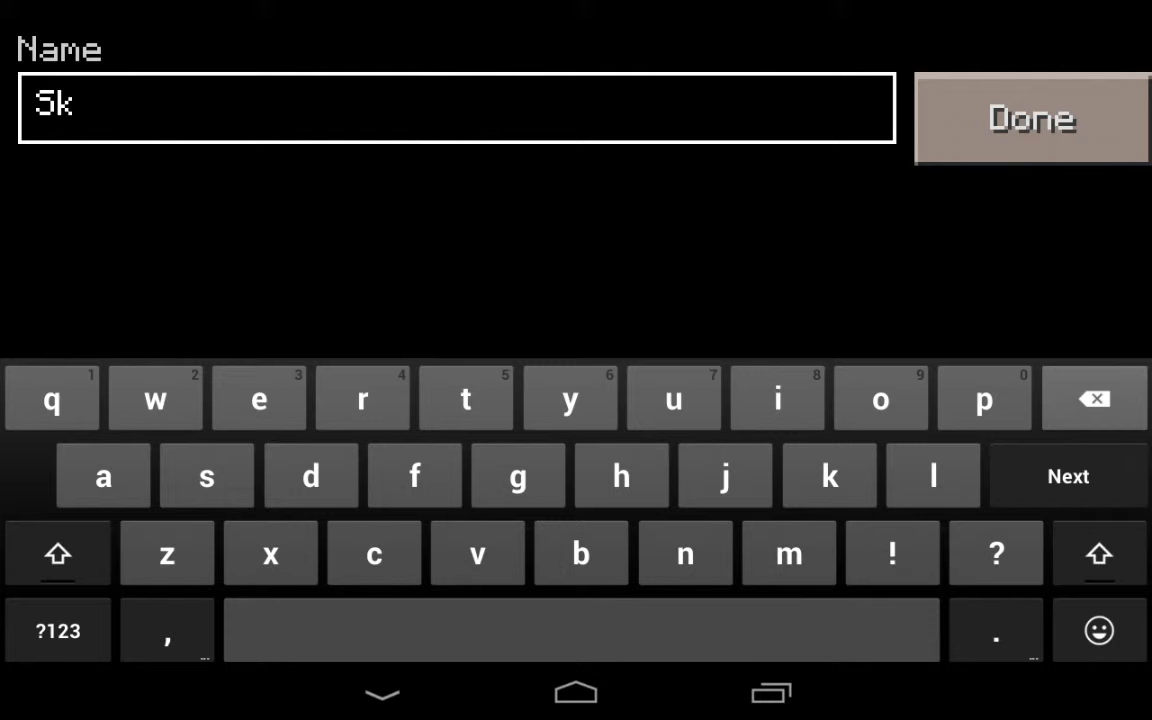 Name
Sk
Done
1 2 3 4 5 6 7 8 9 0
q w e r t y u i o p
a s d f g h j k l Next
z x c v b n m ! ?
?123 , ... . ...